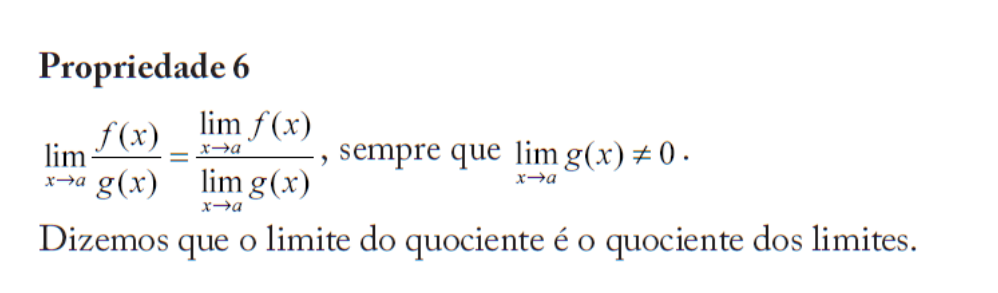 Propriedade 6
lim_{x→a} f(x)/g(x) = lim_{x→a} f(x) / lim_{x→a} g(x) , sempre que lim_{x→a} g(x) ≠ 0 .
Dizemos que o limite do quociente é o quociente dos limites.